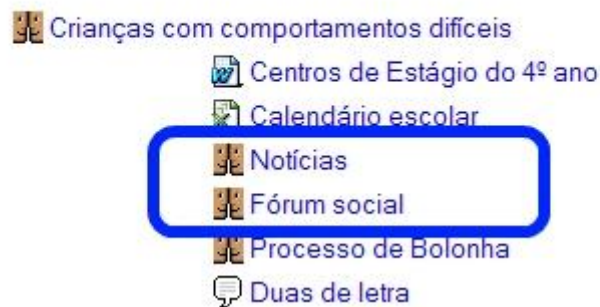 Crianças com comportamentos difíceis
Centros de Estágio do 4º ano
Calendário escolar
Notícias
Fórum social
Processo de Bolonha
Duas de letra